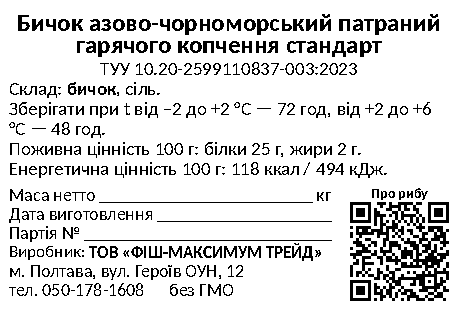 Бичок азово-чорноморський патраний
гарячого копчення стандарт
ТУУ 10.20-2599110837-003:2023
Склад: бичок, сіль.
Зберігати при t від –2 до +2 °С — 72 год, від +2 до +6
°С — 48 год.
Поживна цінність 100 г: білки 25 г, жири 2 г.
Енергетична цінність 100 г: 118 ккал / 494 кДж.
Маса нетто ____________________ кг
Дата виготовлення ____________________
Партія № ____________________
Виробник: ТОВ «ФІШ-МАКСИМУМ ТРЕЙД»
м. Полтава, вул. Героїв ОУН, 12
тел. 050-178-1608 без ГМО
Про рибу